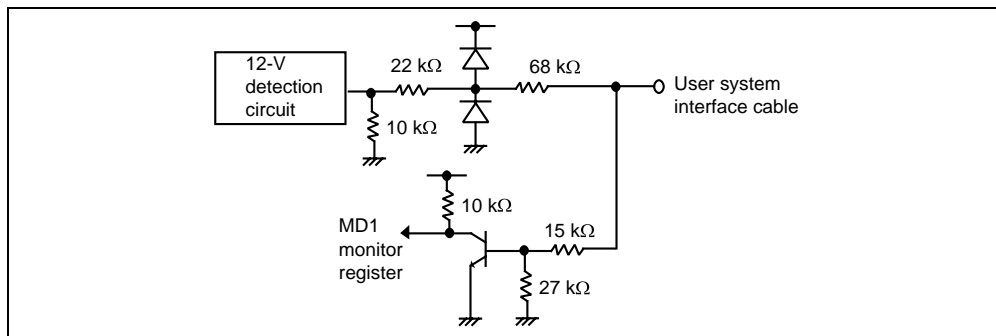 12-V
detection
circuit
22 kΩ
68 kΩ
User system
interface cable
10 kΩ
10 kΩ
MD1
monitor
register
15 kΩ
27 kΩ